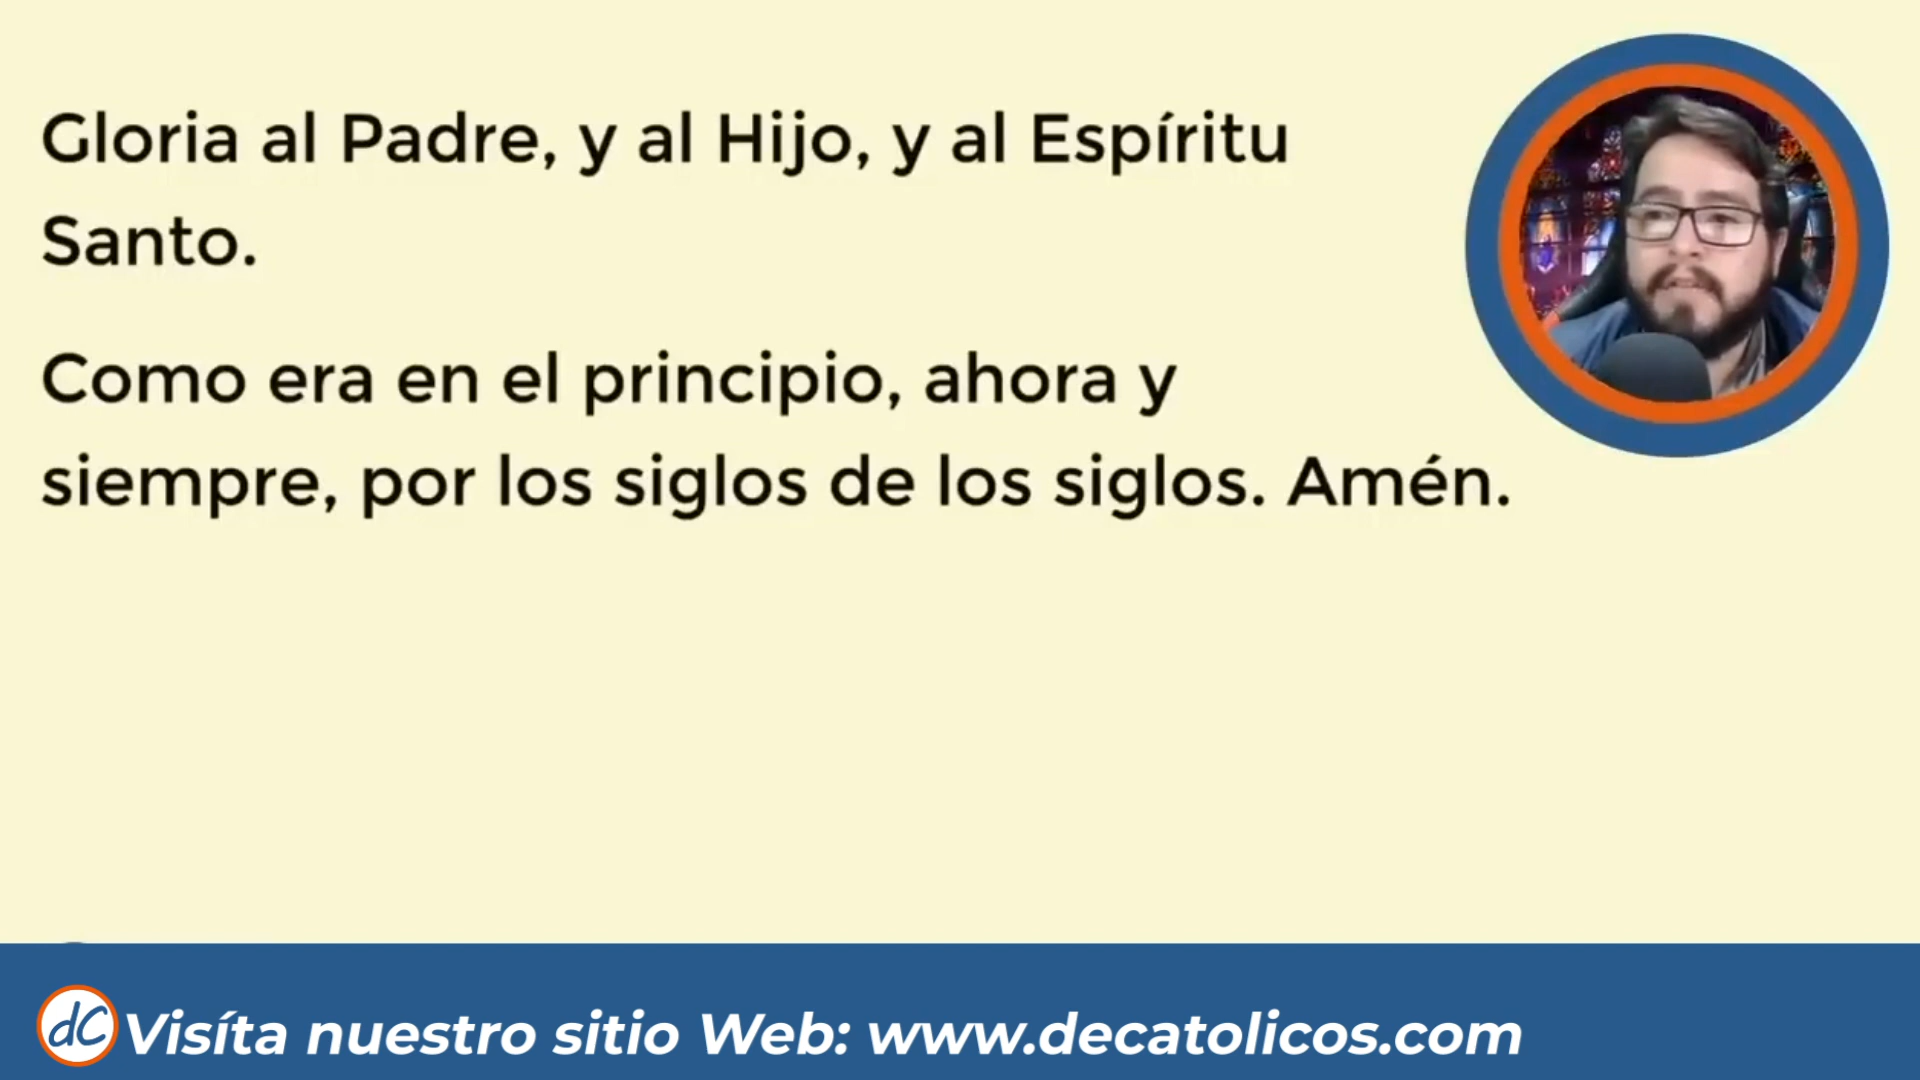 Gloria al Padre, y al Hijo, y al Espíritu
Santo.
Como era en el principio, ahora y
siempre, por los siglos de los siglos. Amén.
dC Visíta nuestro sitio Web: www.decatolicos.com